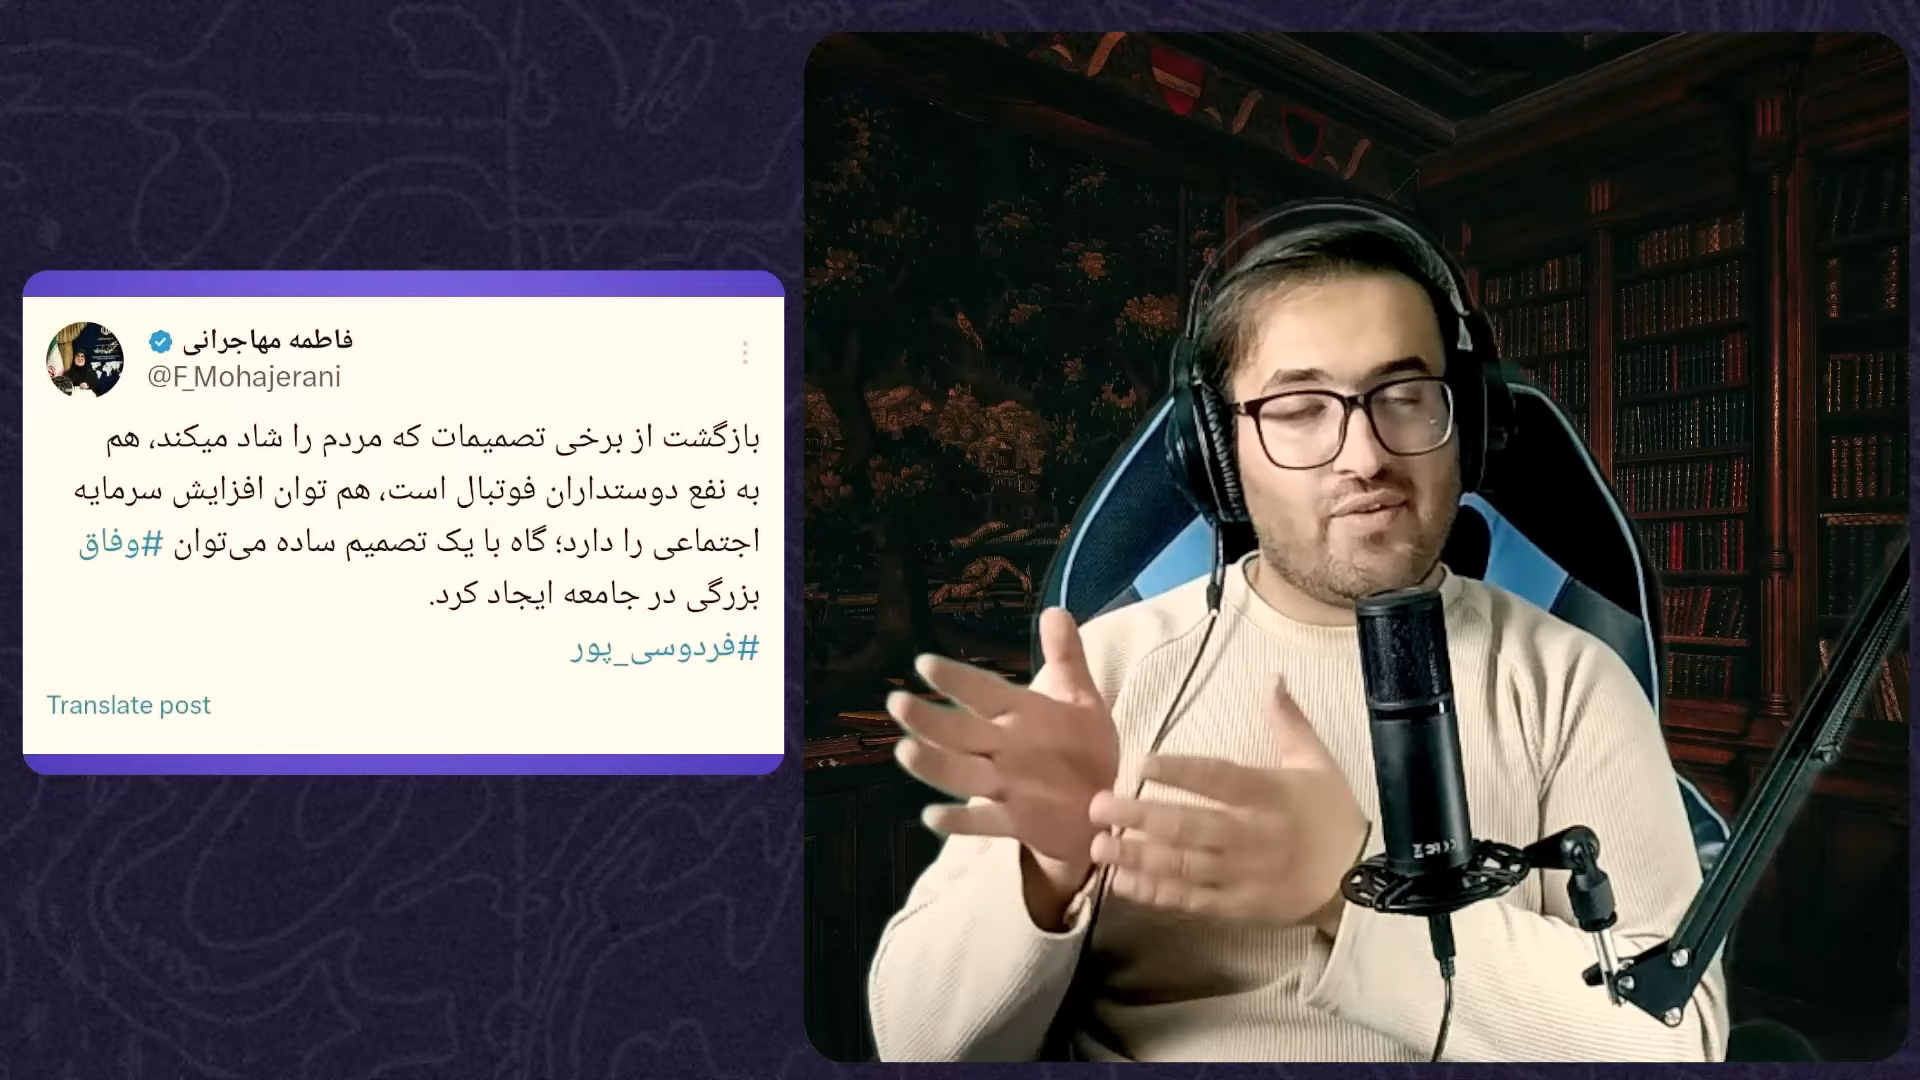 فاطمه مهاجرانی
@F_Mohajerani
بازگشت از برخی تصمیمات که مردم را شاد میکند، هم
به نفع دوستداران فوتبال است، هم توان افزایش سرمایه
اجتماعی را دارد؛ گاه با یک تصمیم ساده می‌توان #وفاق
بزرگی در جامعه ایجاد کرد.
#فردوسی_پور
Translate post